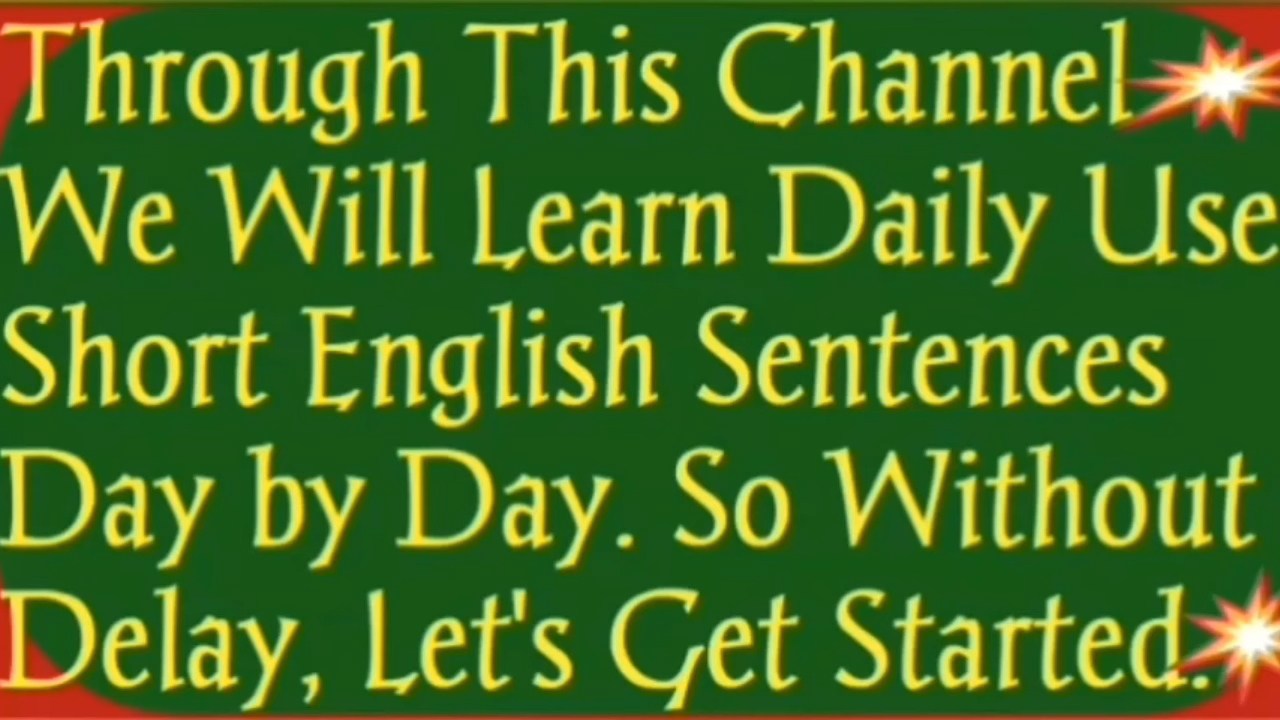 Through This Channel
We Will Learn Daily Use
Short English Sentences
Day by Day. So Without
Delay, Let's Get Started.